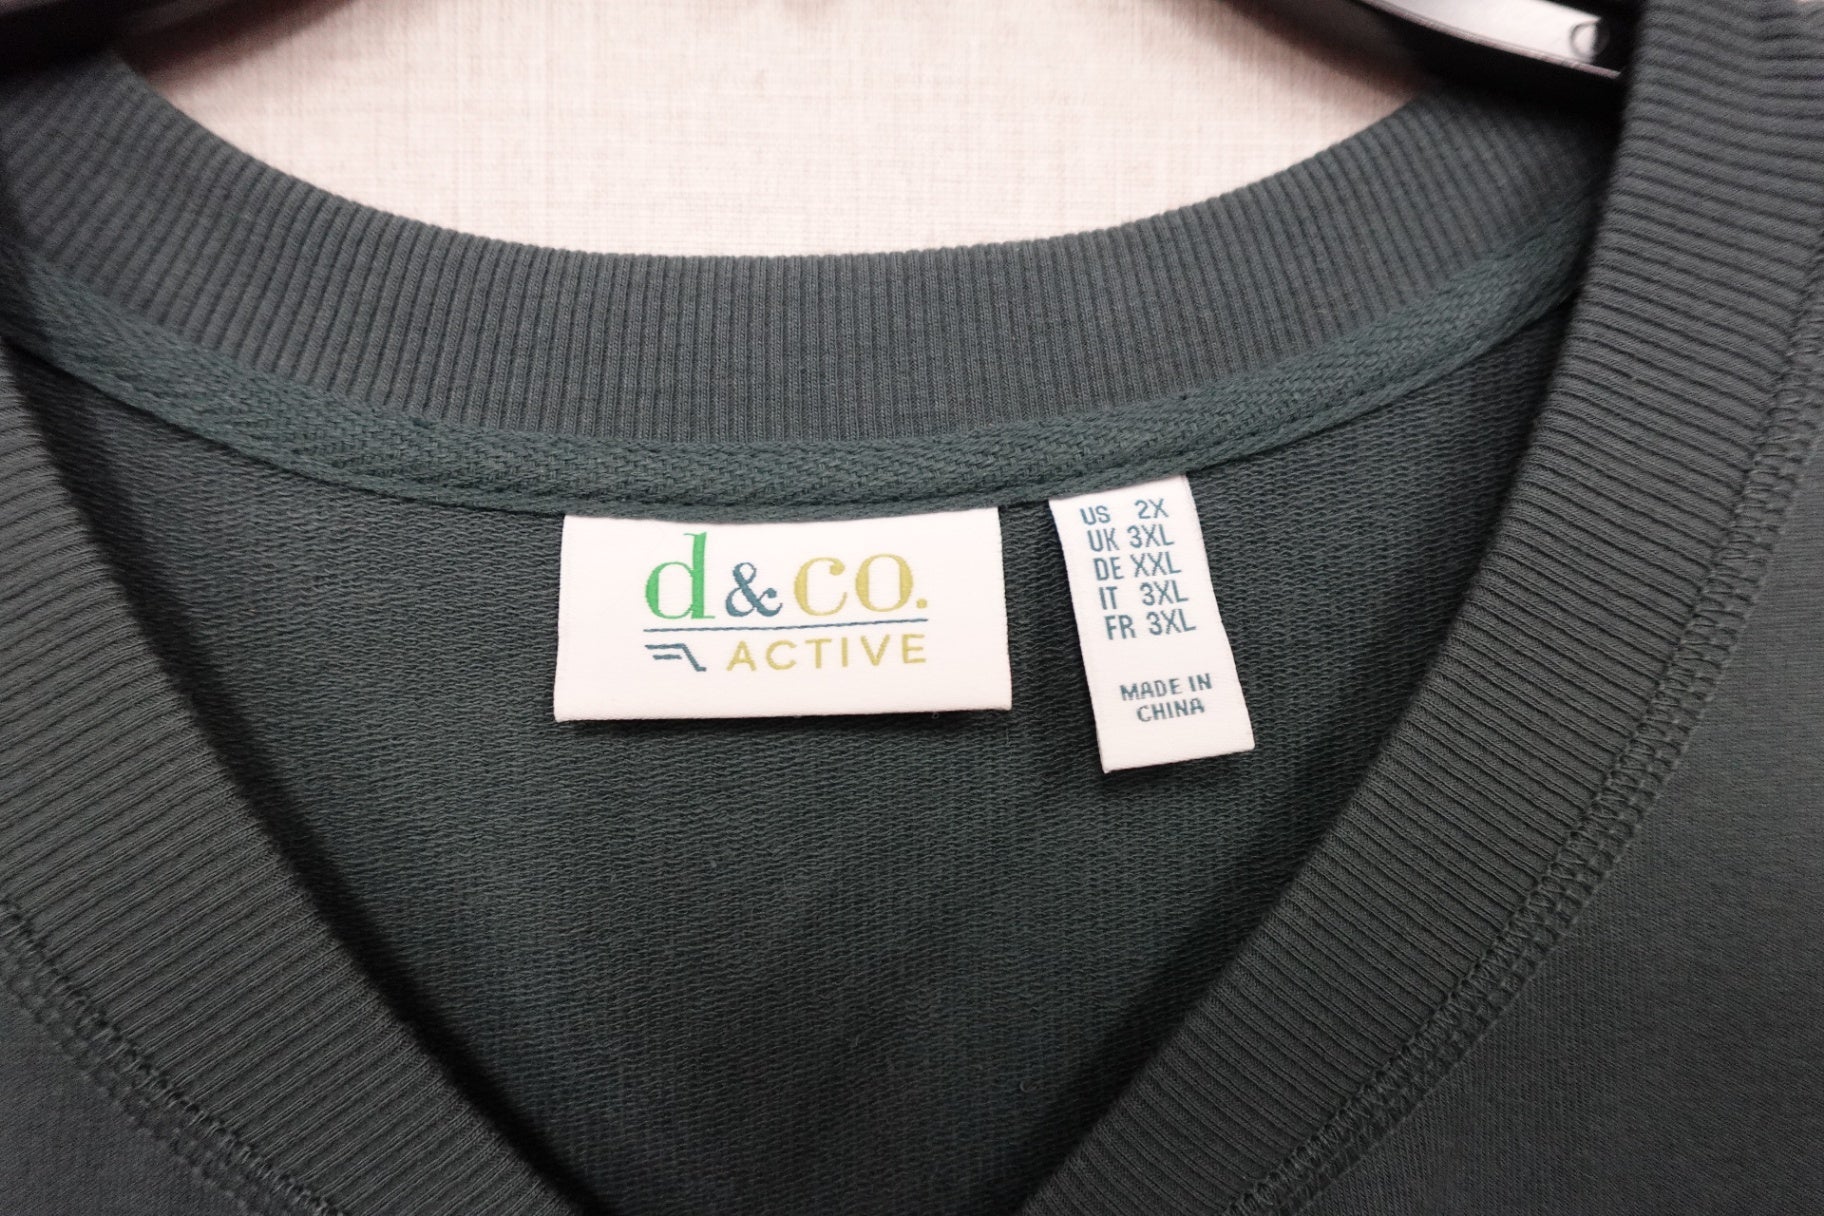 d&co.
ACTIVE
US 2X
UK 3XL
DE XXL
IT 3XL
FR 3XL
MADE IN
CHINA